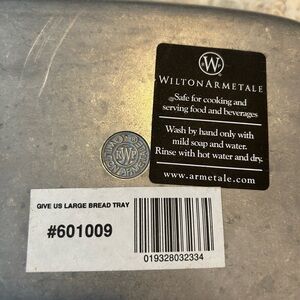 W
WILTONARMETALE
Safe for cooking and
serving food and beverages
Wash by hand only with
mild soap and water.
Rinse with hot water and dry.
www.armetale.com
RWP
GIVE US LARGE BREAD TRAY
#601009
019328032334